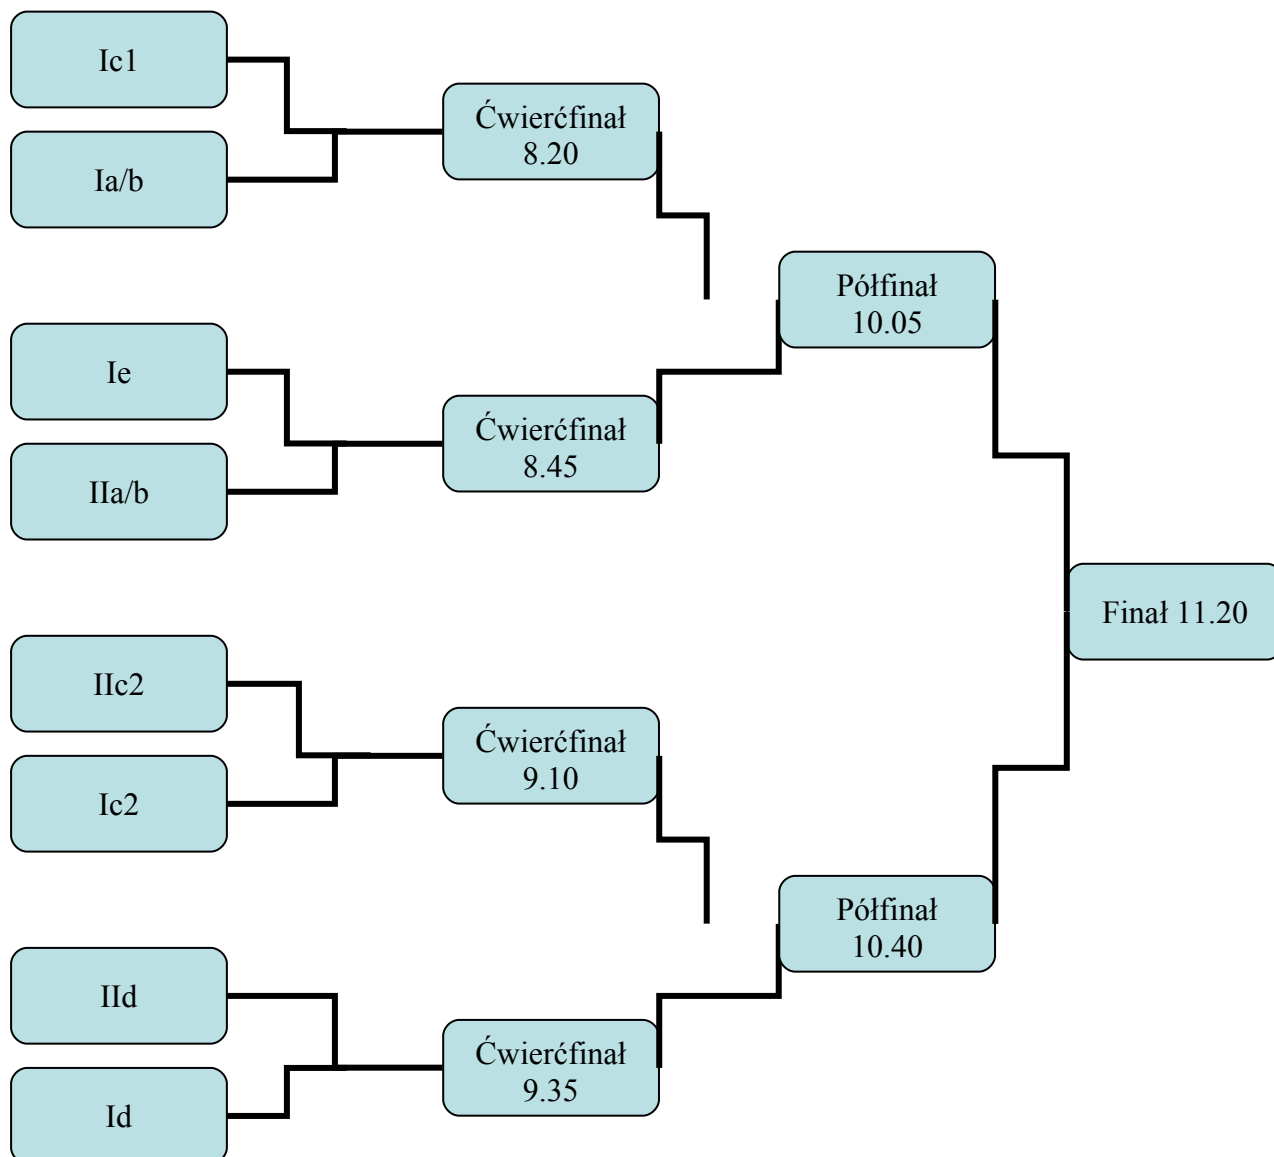 Ic1
Ia/b
Ćwierćfinał
8.20
Półfinał
10.05
Ie
IIa/b
Ćwierćfinał
8.45
Finał 11.20
IIc2
Ic2
Ćwierćfinał
9.10
Półfinał
10.40
IId
Id
Ćwierćfinał
9.35